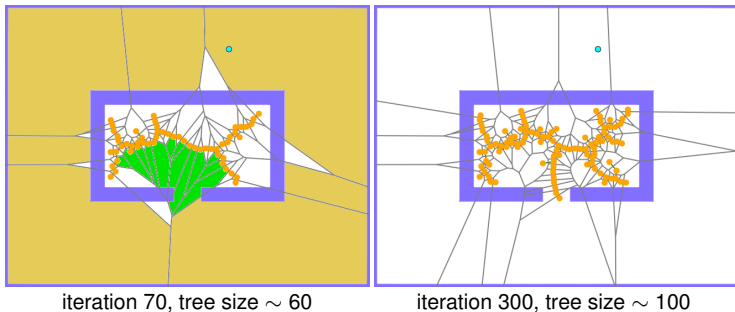 iteration 70, tree size ∼ 60
iteration 300, tree size ∼ 100